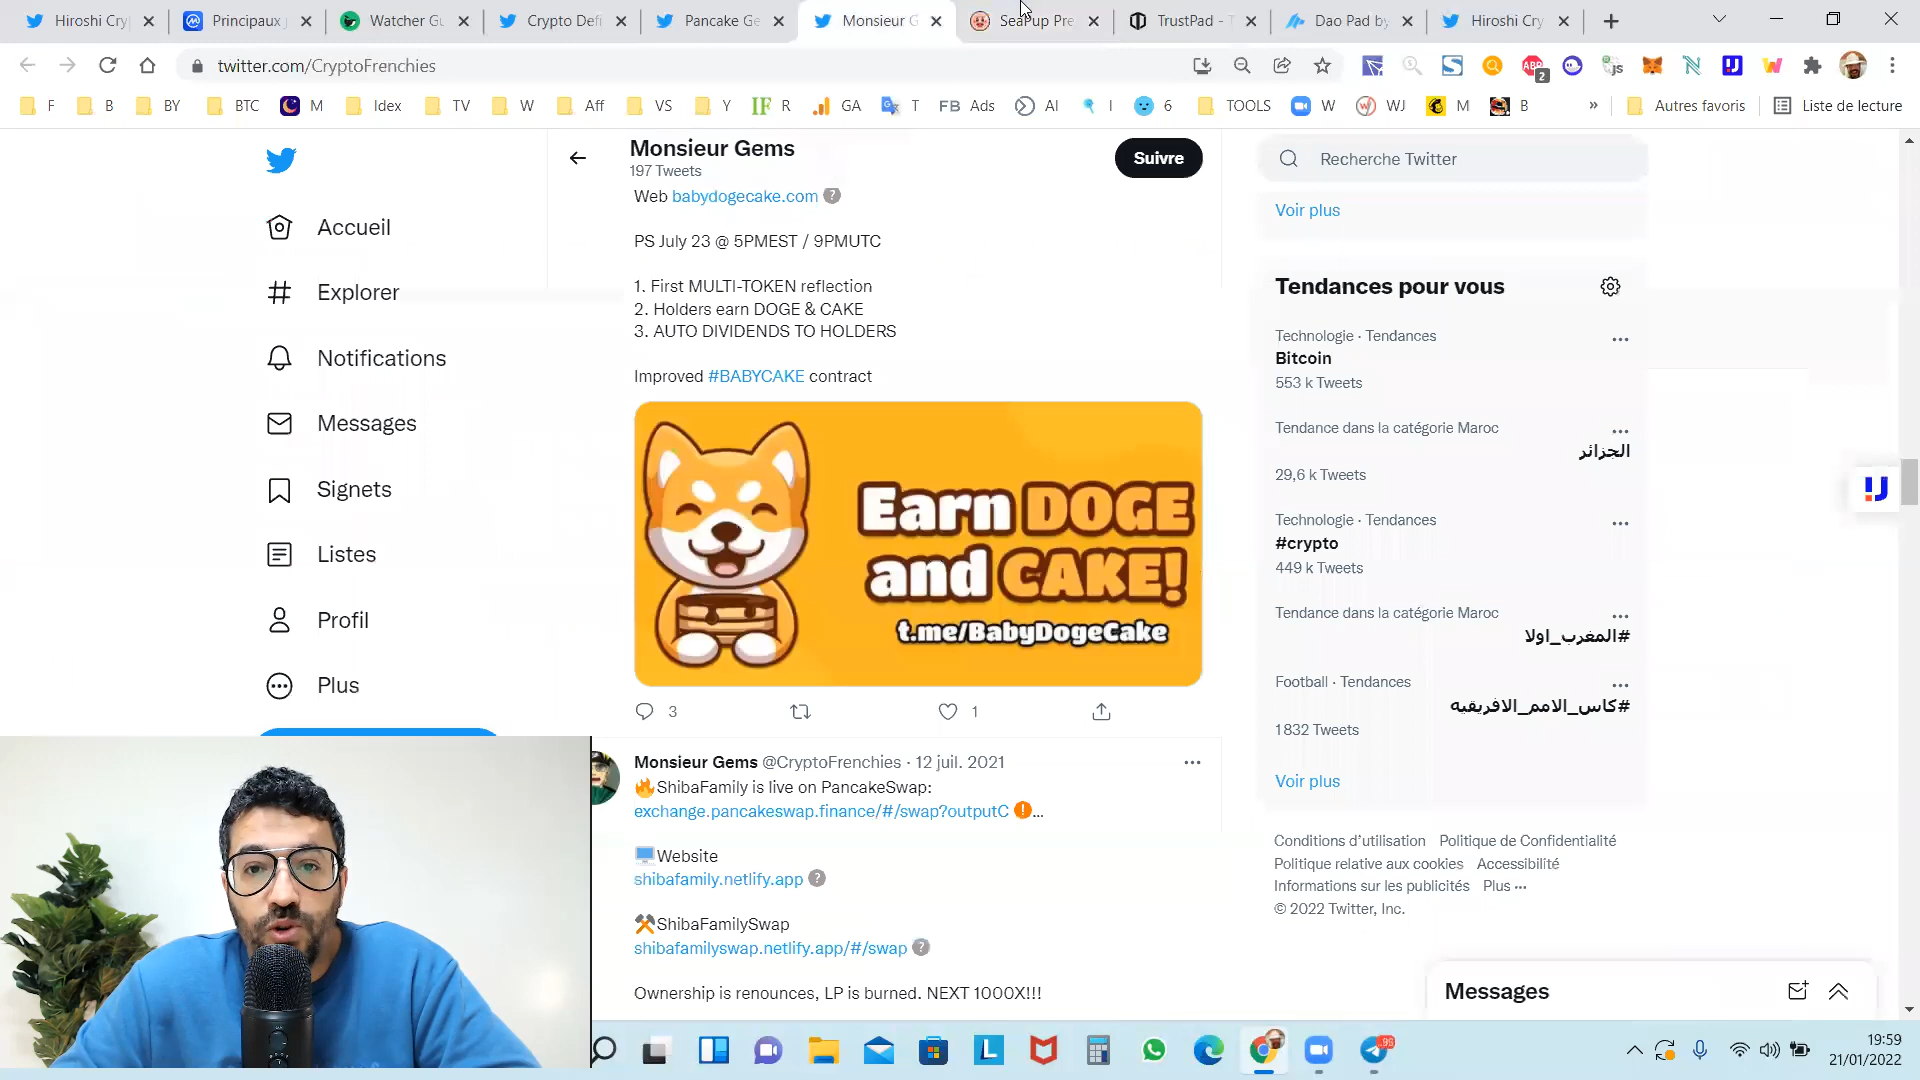 Hiroshi Cry
Principaux
Watcher Gu
Crypto Defi
Pancake Ge
Monsieur G
Seapup Pre
TrustPad - T
Dao Pad by
Hiroshi Cry
twitter.com/CryptoFrenchies
ABP
2
JS
F
B
BY
BTC
M
Idex
TV
W
Aff
VS
Y
IF R
GA
T
FB Ads
AI
I
6
TOOLS
W
WJ
M
B
»
Autres favoris
Liste de lecture
Accueil
Explorer
Notifications
Messages
Signets
Listes
Profil
Plus
Monsieur Gems
197 Tweets
Suivre
Web babydogecake.com
PS July 23 @ 5PMEST / 9PMUTC
1. First MULTI-TOKEN reflection
2. Holders earn DOGE & CAKE
3. AUTO DIVIDENDS TO HOLDERS
Improved #BABYCAKE contract
Earn DOGE
and CAKE!
t.me/BabyDogeCake
3
1
Monsieur Gems @CryptoFrenchies · 12 juil. 2021
🔥ShibaFamily is live on PancakeSwap:
exchange.pancakeswap.finance/#/swap?outputC ...
🖥️Website
shibafamily.netlify.app
⚒️ShibaFamilySwap
shibafamilyswap.netlify.app/#/swap
Ownership is renounces, LP is burned. NEXT 1000X!!!
Recherche Twitter
Voir plus
Tendances pour vous
Technologie · Tendances
Bitcoin
553 k Tweets
Tendance dans la catégorie Maroc
الجزائر
29,6 k Tweets
Technologie · Tendances
#crypto
449 k Tweets
Tendance dans la catégorie Maroc
#المغرب_اولا
Football · Tendances
#كاس_الامم_الافريقيه
1 832 Tweets
Voir plus
Conditions d’utilisation Politique de Confidentialité
Politique relative aux cookies Accessibilité
Informations sur les publicités Plus ...
© 2022 Twitter, Inc.
Messages
19:59
21/01/2022